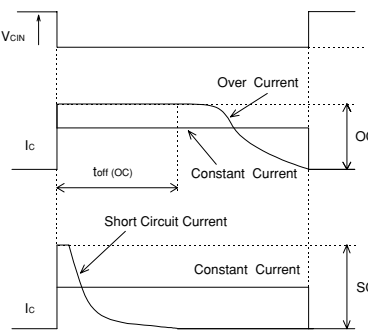 VCIN
Over Current
OC
IC
Constant Current
toff (OC)
Short Circuit Current
Constant Current
SC
IC